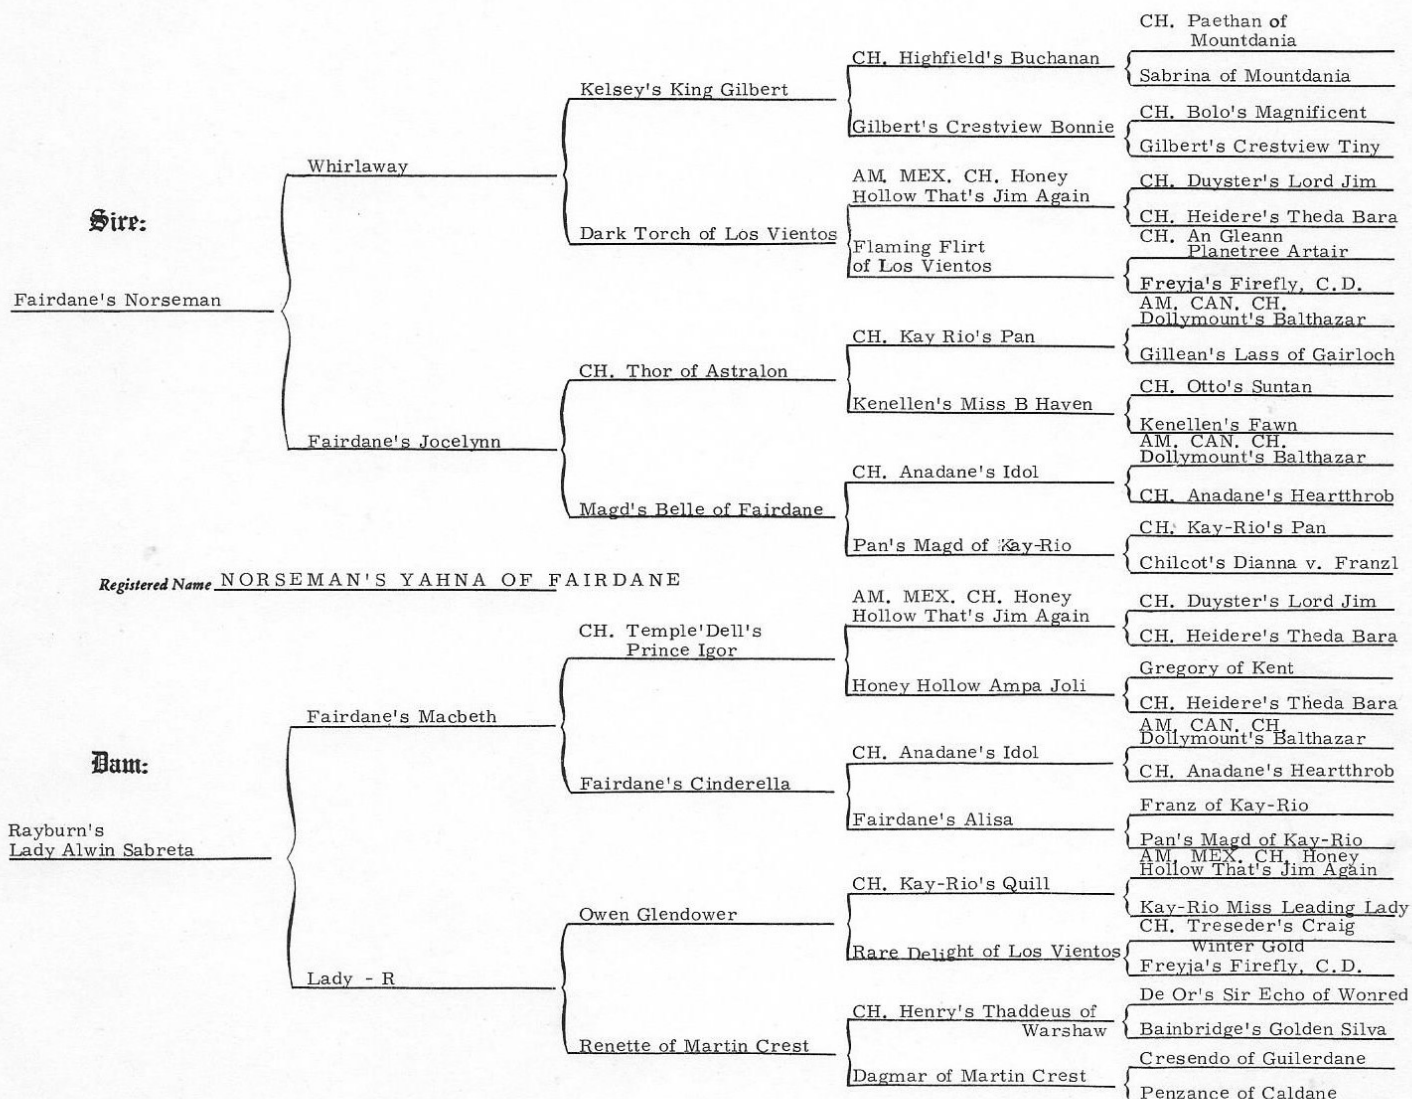 CH. Paethan of
Mountdania
CH. Highfield's Buchanan
Sabrina of Mountdania
Kelsey's King Gilbert
CH. Bolo's Magnificent
Gilbert's Crestview Bonnie
Gilbert's Crestview Tiny
Whirlaway
AM. MEX. CH. Honey
Hollow That's Jim Again
CH. Duyster's Lord Jim
CH. Heidere's Theda Bara
Sire:
Dark Torch of Los Vientos
CH. An Gleann
Planetree Artair
Flaming Flirt
of Los Vientos
Freyja's Firefly, C.D.
Fairdane's Norseman
AM. CAN. CH.
Dollymount's Balthazar
CH. Kay Rio's Pan
Gillean's Lass of Gairloch
CH. Thor of Astralon
CH. Otto's Suntan
Kenellen's Miss B Haven
Kenellen's Fawn
Fairdane's Jocelynn
AM. CAN. CH.
Dollymount's Balthazar
CH. Anadane's Idol
CH. Anadane's Heartthrob
Magd's Belle of Fairdane
CH. Kay-Rio's Pan
Pan's Magd of Kay-Rio
Chilcot's Dianna v. Franzl
Registered Name NORSEMAN'S YAHNA OF FAIRDANE
AM. MEX. CH. Honey
Hollow That's Jim Again
CH. Duyster's Lord Jim
CH. Heidere's Theda Bara
CH. Temple'Dell's
Prince Igor
Gregory of Kent
Honey Hollow Ampa Joli
CH. Heidere's Theda Bara
Fairdane's Macbeth
AM. CAN. CH.
Dollymount's Balthazar
CH. Anadane's Idol
CH. Anadane's Heartthrob
Dam:
Fairdane's Cinderella
Franz of Kay-Rio
Fairdane's Alisa
Pan's Magd of Kay-Rio
Rayburn's
Lady Alwin Sabreta
AM. MEX. CH. Honey
Hollow That's Jim Again
CH. Kay-Rio's Quill
Kay-Rio Miss Leading Lady
Owen Glendower
CH. Treseder's Craig
Winter Gold
Rare Delight of Los Vientos
Freyja's Firefly, C.D.
Lady - R
De Or's Sir Echo of Wonred
CH. Henry's Thaddeus of
Warshaw
Bainbridge's Golden Silva
Renette of Martin Crest
Cresendo of Guilerdane
Dagmar of Martin Crest
Penzance of Caldane